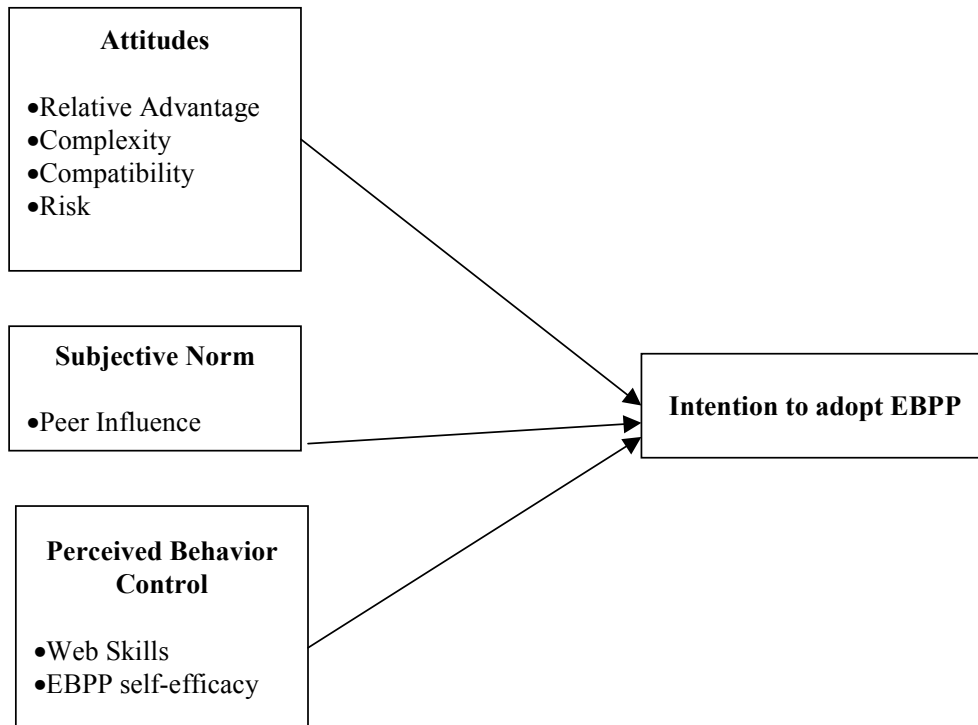 Attitudes
•Relative Advantage
•Complexity
•Compatibility
•Risk
Subjective Norm
•Peer Influence
Intention to adopt EBPP
Perceived Behavior
Control
•Web Skills
•EBPP self-efficacy